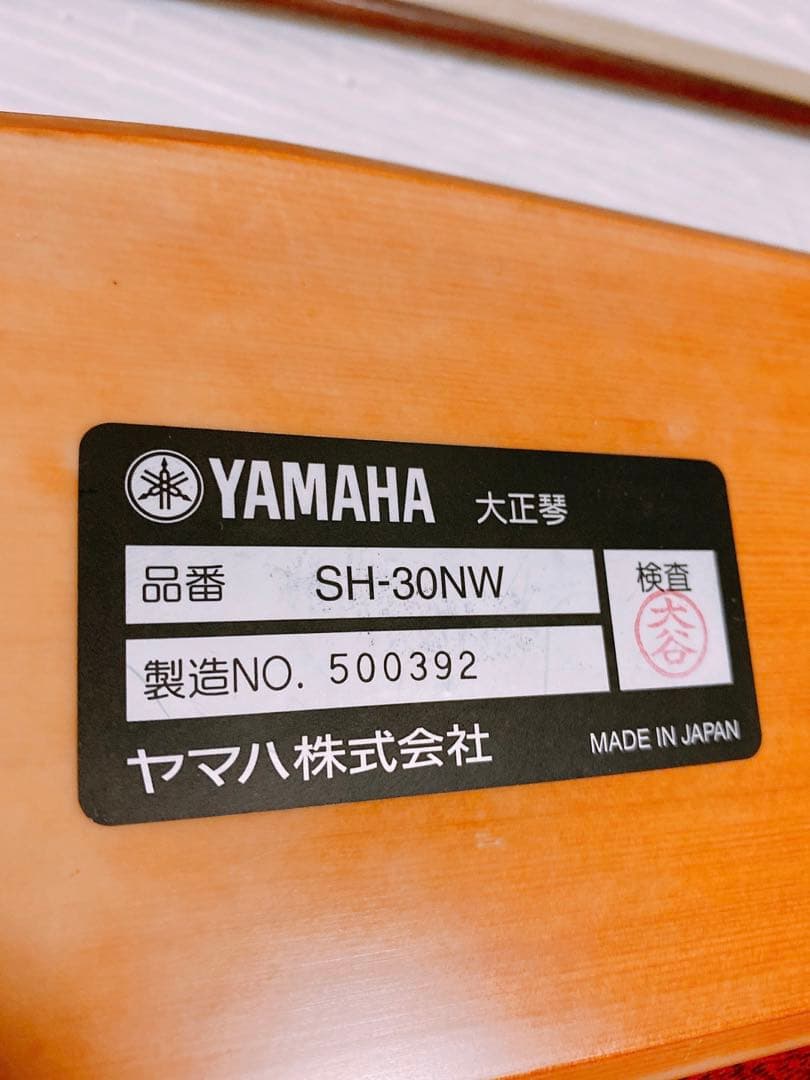 YAMAHA 大正琴
品番 SH-30NW
検査
大谷
製造NO. 500392
ヤマハ株式会社
MADE IN JAPAN